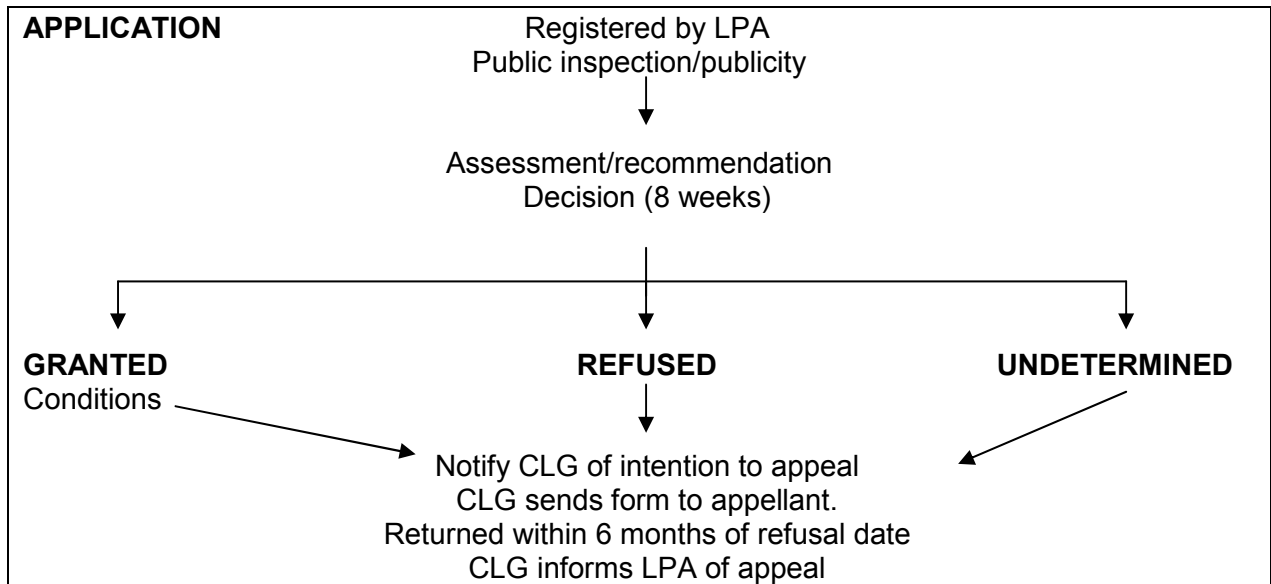 APPLICATION Registered by LPA
Public inspection/publicity
Assessment/recommendation
Decision (8 weeks)
GRANTED REFUSED UNDETERMINED
Conditions
Notify CLG of intention to appeal
CLG sends form to appellant.
Returned within 6 months of refusal date
CLG informs LPA of appeal